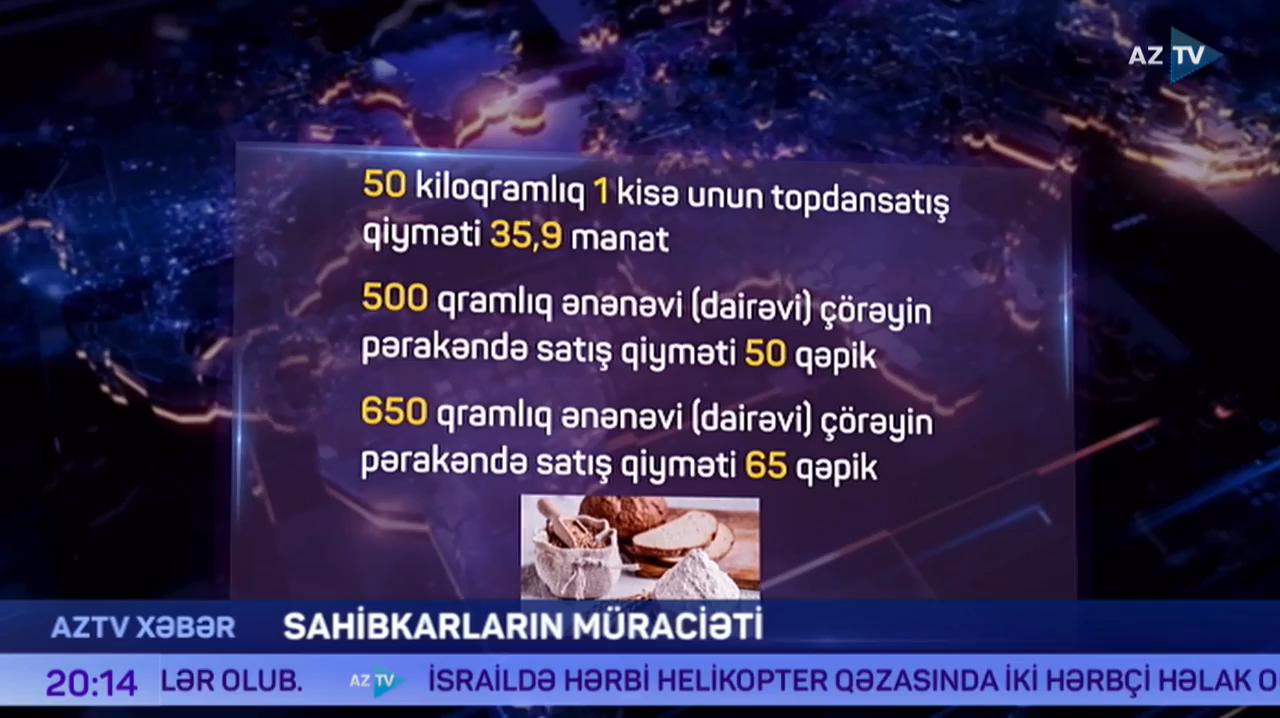 AZ TV
50 kiloqramlıq 1 kisə unun topdansatış
qiyməti 35,9 manat
500 qramlıq ənənəvi (dairəvi) çörəyin
pərakəndə satış qiyməti 50 qəpik
650 qramlıq ənənəvi (dairəvi) çörəyin
pərakəndə satış qiyməti 65 qəpik
AZTV XƏBƏR SAHİBKARLARIN MÜRACİƏTİ
20:14 LƏR OLUB. AZ TV İSRAİLDƏ HƏRBİ HELİKOPTER QƏZASINDA İKİ HƏRBÇİ HƏLAK O